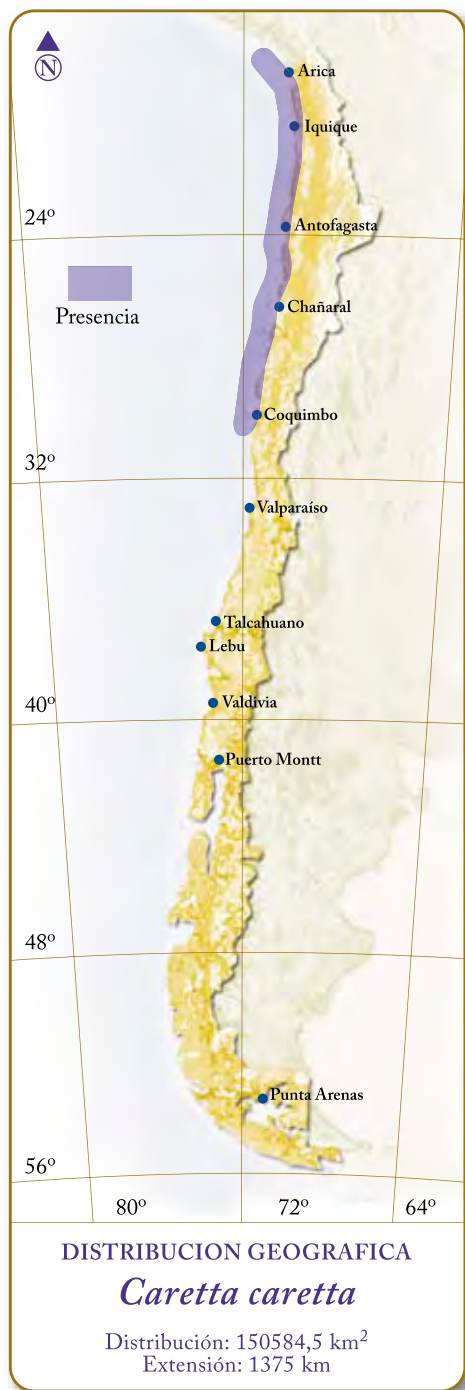 N
Arica
Iquique
24º
Antofagasta
Presencia
Chañaral
Coquimbo
32º
Valparaíso
Talcahuano
Lebu
40º
Valdivia
Puerto Montt
48º
Punta Arenas
56º
80º 72º 64º
DISTRIBUCION GEOGRAFICA
Caretta caretta
Distribución: 150584,5 km²
Extensión: 1375 km